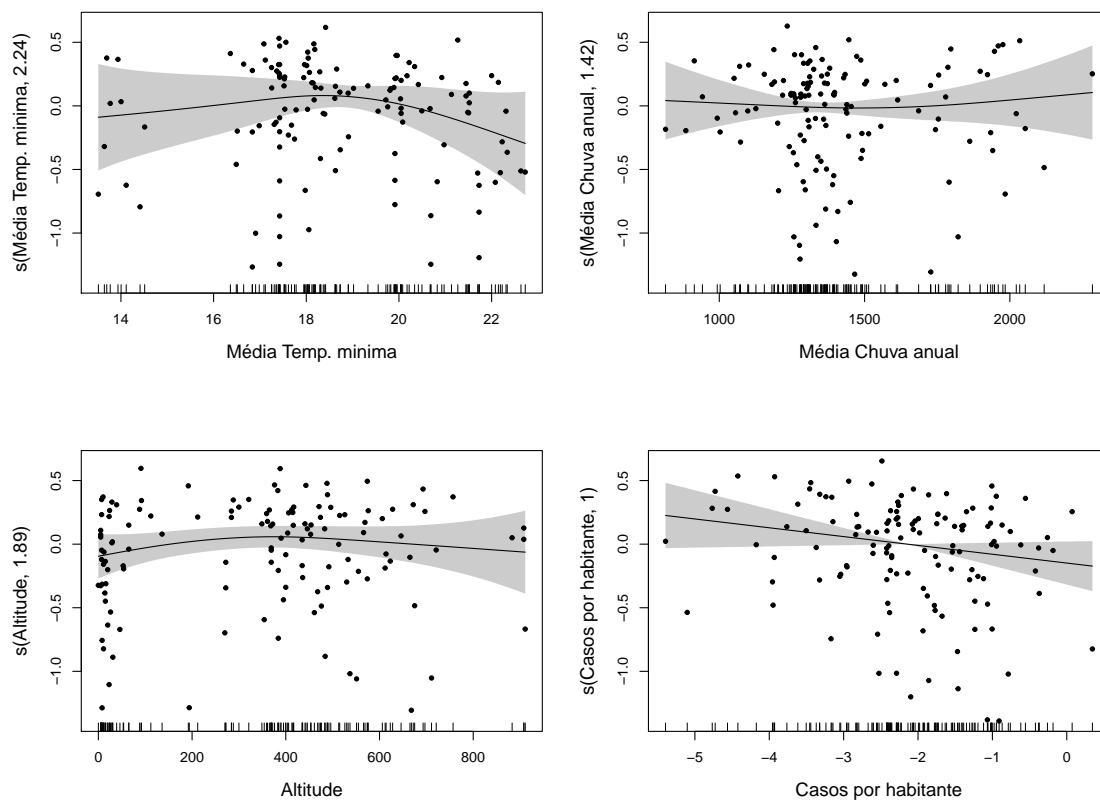 s(Média Temp. minima, 2.24)
0.5
0.0
−0.5
−1.0
14 16 18 20 22
Média Temp. minima
s(Média Chuva anual, 1.42)
0.5
0.0
−0.5
−1.0
1000 1500 2000
Média Chuva anual
s(Altitude, 1.89)
0.5
0.0
−0.5
−1.0
0 200 400 600 800
Altitude
s(Casos por habitante, 1)
0.5
0.0
−0.5
−1.0
−5 −4 −3 −2 −1 0
Casos por habitante